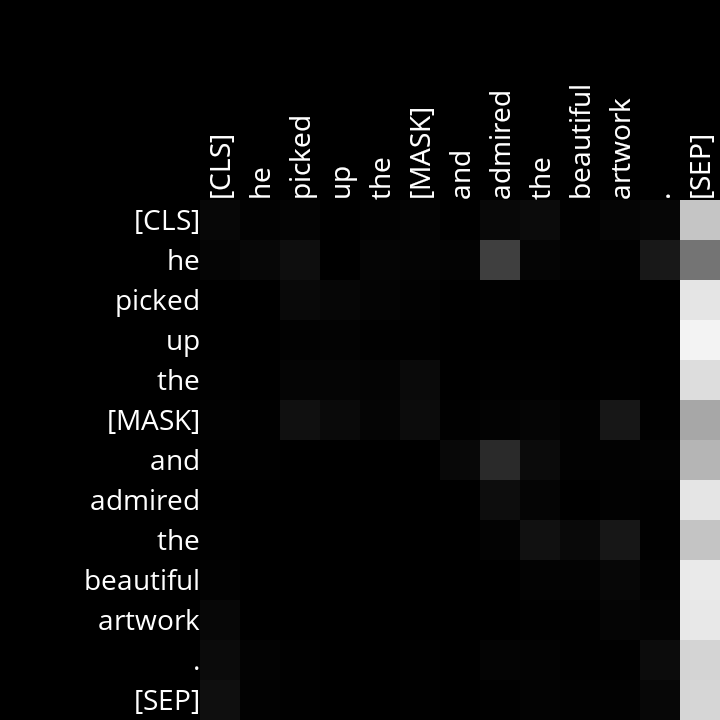 [CLS] he picked up the [MASK] and admired the beautiful artwork . [SEP]
[CLS]
he
picked
up
the
[MASK]
and
admired
the
beautiful
artwork
.
[SEP]